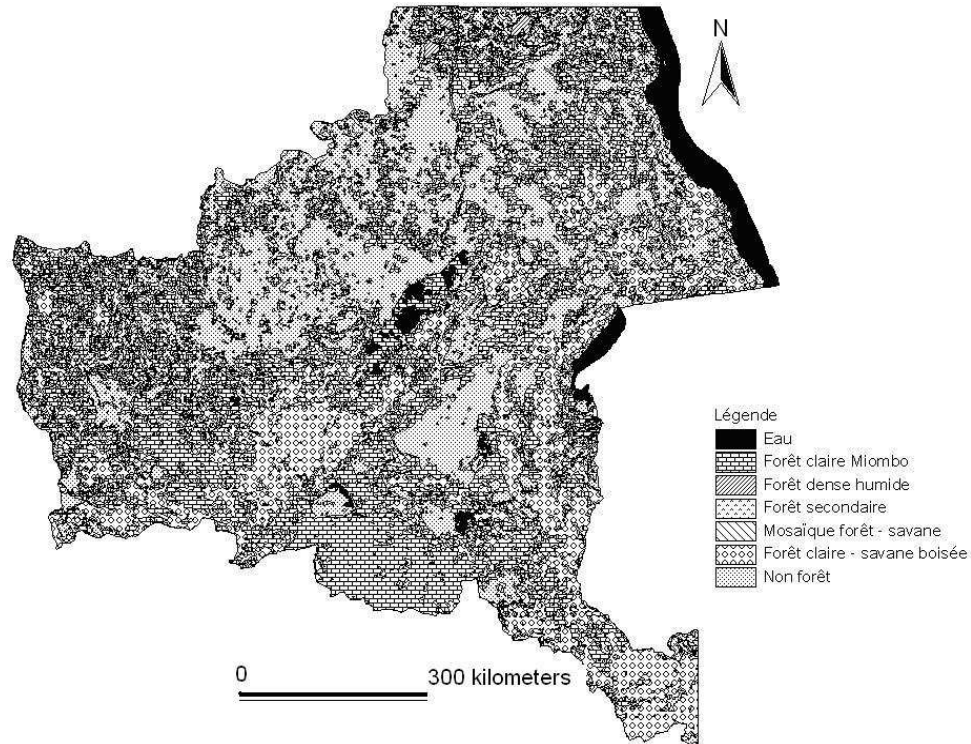 N
Légende
Eau
Forêt claire Miombo
Forêt dense humide
Forêt secondaire
Mosaïque forêt - savane
Forêt claire - savane boisée
Non forêt
0 300 kilometers